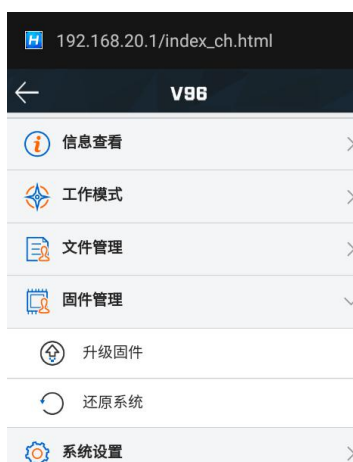 192.168.20.1/index_ch.html
V96
信息查看
工作模式
文件管理
固件管理
升级固件
还原系统
系统设置